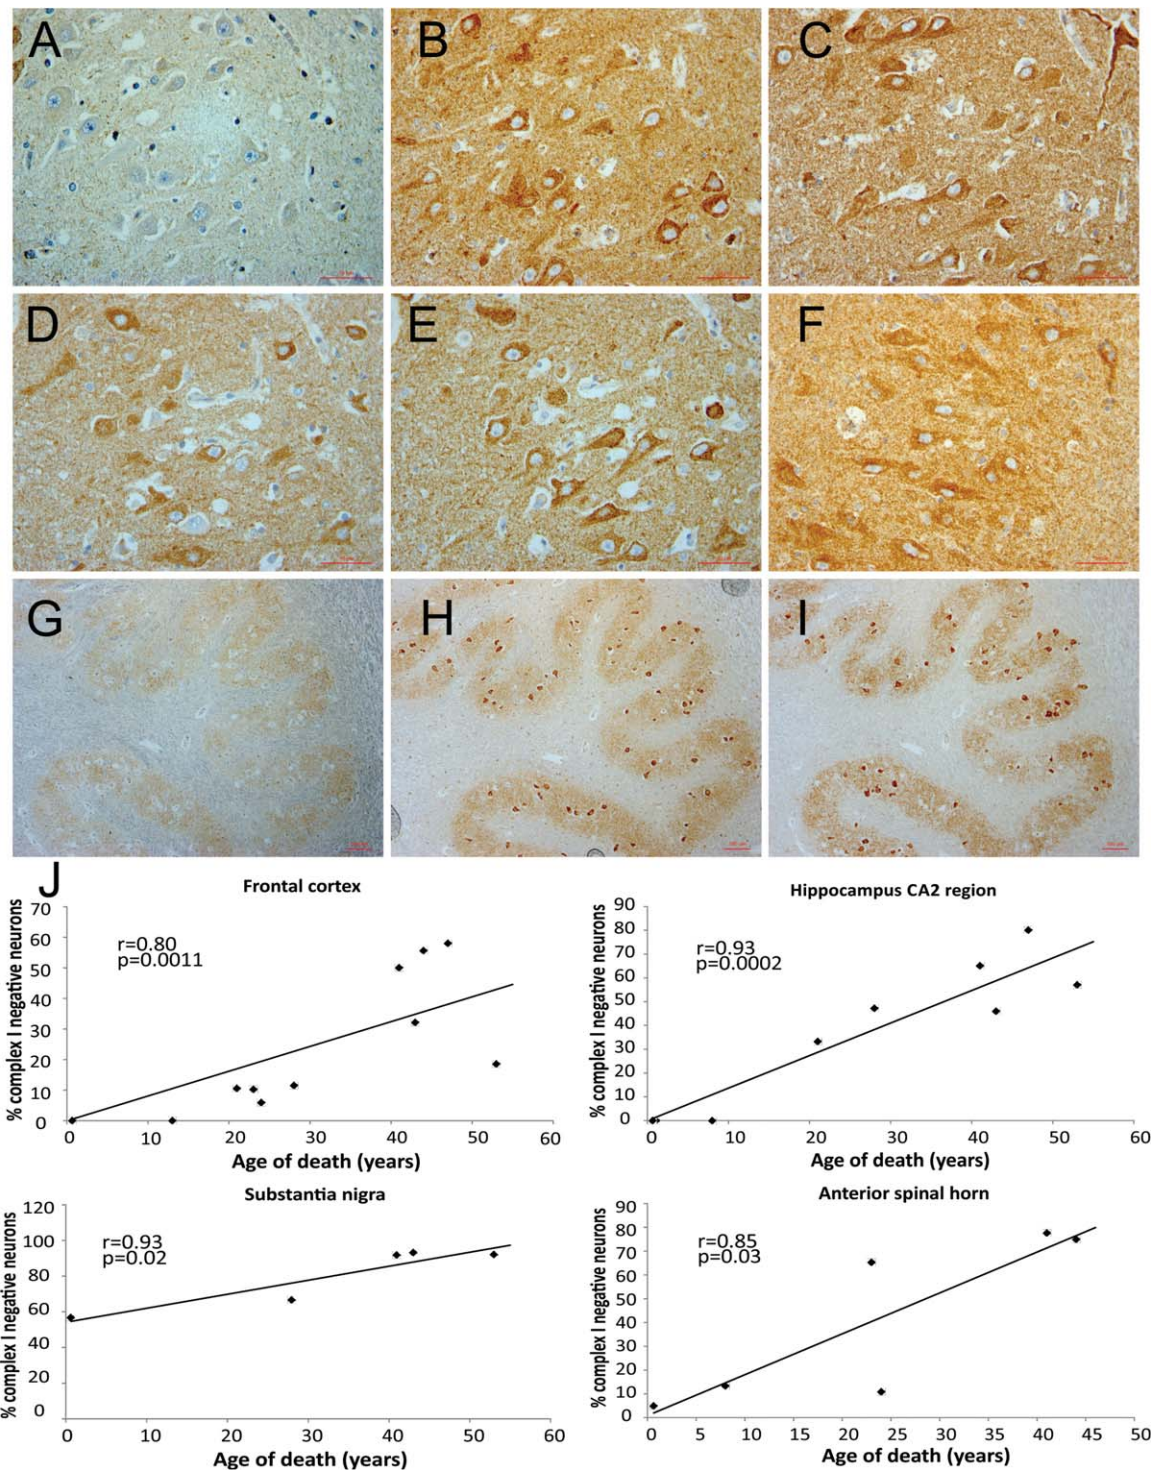 A
B
C
D
E
F
G
H
I
J
Frontal cortex
% complex I negative neurons
70
60
50
40
30
20
10
0
r=0.80
p=0.0011
0 10 20 30 40 50 60
Age of death (years)
Hippocampus CA2 region
% complex I negative neurons
90
80
70
60
50
40
30
20
10
0
r=0.93
p=0.0002
0 10 20 30 40 50 60
Age of death (years)
Substantia nigra
% complex I negative neurons
120
100
80
60
40
20
0
r=0.93
p=0.02
0 10 20 30 40 50 60
Age of death (years)
Anterior spinal horn
% complex I negative neurons
90
80
70
60
50
40
30
20
10
0
r=0.85
p=0.03
0 5 10 15 20 25 30 35 40 45 50
Age of death (years)